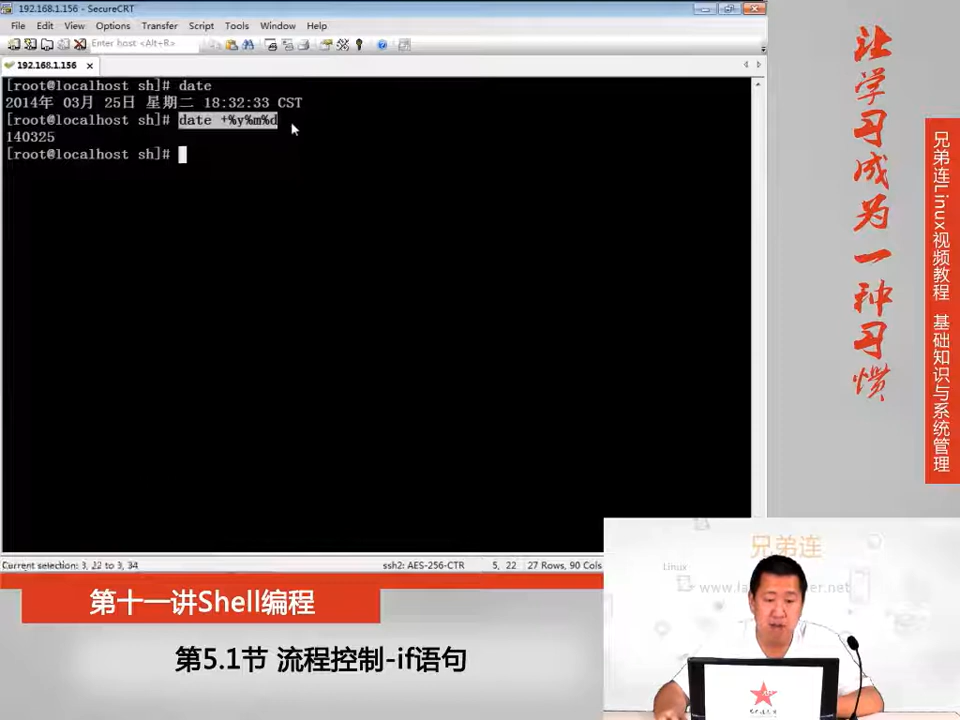 192.168.1.156 - SecureCRT
File Edit View Options Transfer Script Tools Window Help
Enter host <Alt+R>
192.168.1.156
[root@localhost sh]# date
2014年 03月 25日 星期二 18:32:33 CST
[root@localhost sh]# date +%y%m%d
140325
[root@localhost sh]#
Current selection: 3, 22 to 3, 34
ssh2: AES-256-CTR
5, 22
27 Rows, 90 Cols
让学习成为一种习惯
兄弟连Linux视频教程 基础知识与系统管理
第十一讲Shell编程
第5.1节 流程控制-if语句
兄弟连
Linux